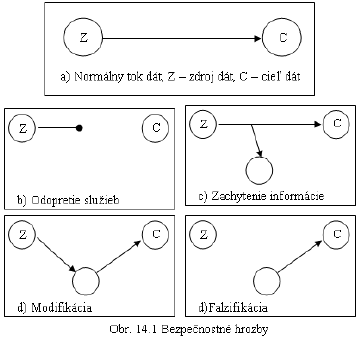 Z C
a) Normálny tok dát, Z – zdroj dát, C – cieľ dát
Z C
b) Odopretie služieb
Z C
c) Zachytenie informácie
Z C
d) Modifikácia
Z C
d)Falzifikácia
Obr. 14.1 Bezpečnostné hrozby